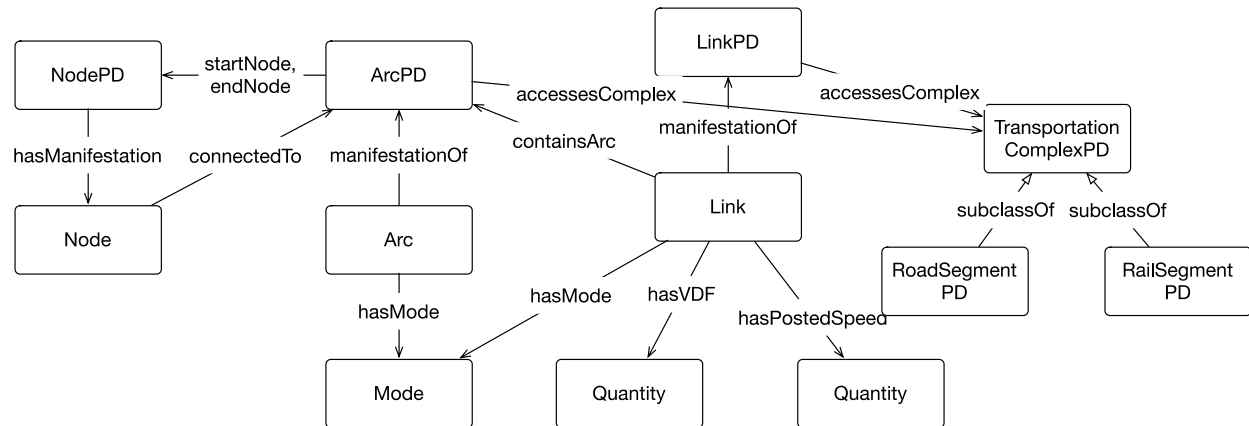 LinkPD
NodePD
startNode,
endNode
ArcPD
accessesComplex
accessesComplex
Transportation
ComplexPD
hasManifestation
connectedTo
manifestationOf
containsArc
manifestationOf
Node
Arc
Link
subclassOf
subclassOf
RoadSegment
PD
RailSegment
PD
hasMode
hasMode
hasVDF
hasPostedSpeed
Mode
Quantity
Quantity